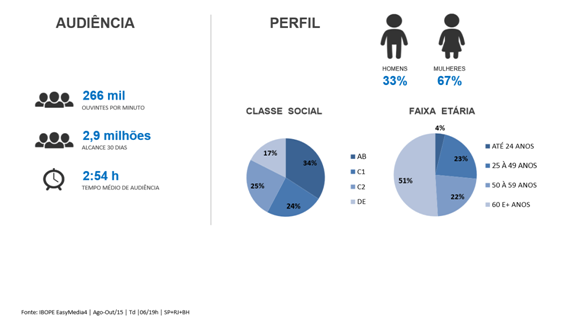 AUDIÊNCIA
266 mil
OUVINTES POR MINUTO
2,9 milhões
ALCANCE 30 DIAS
2:54 h
TEMPO MÉDIO DE AUDIÊNCIA
PERFIL
HOMENS
33%
MULHERES
67%
CLASSE SOCIAL
34%
24%
25%
17%
AB
C1
C2
DE
FAIXA ETÁRIA
4%
23%
22%
51%
ATÉ 24 ANOS
25 À 49 ANOS
50 À 59 ANOS
60 E+ ANOS
Fonte: IBOPE EasyMedia4 | Ago-Out/15 | Td |06/19h | SP+RJ+BH